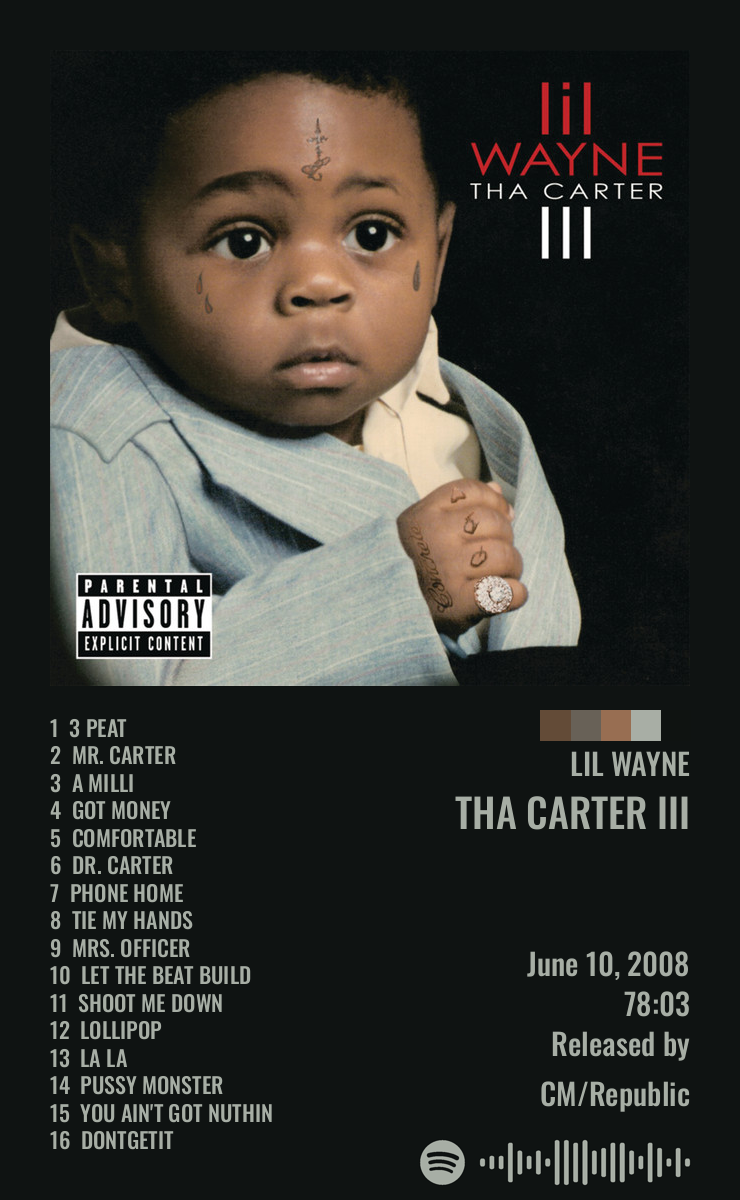 lil
WAYNE
THA CARTER
III
PARENTAL
ADVISORY
EXPLICIT CONTENT
1 3 PEAT
2 MR. CARTER
3 A MILLI
4 GOT MONEY
5 COMFORTABLE
6 DR. CARTER
7 PHONE HOME
8 TIE MY HANDS
9 MRS. OFFICER
10 LET THE BEAT BUILD
11 SHOOT ME DOWN
12 LOLLIPOP
13 LA LA
14 PUSSY MONSTER
15 YOU AIN'T GOT NUTHIN
16 DONTGETIT
LIL WAYNE
THA CARTER III
June 10, 2008
78:03
Released by
CM/Republic